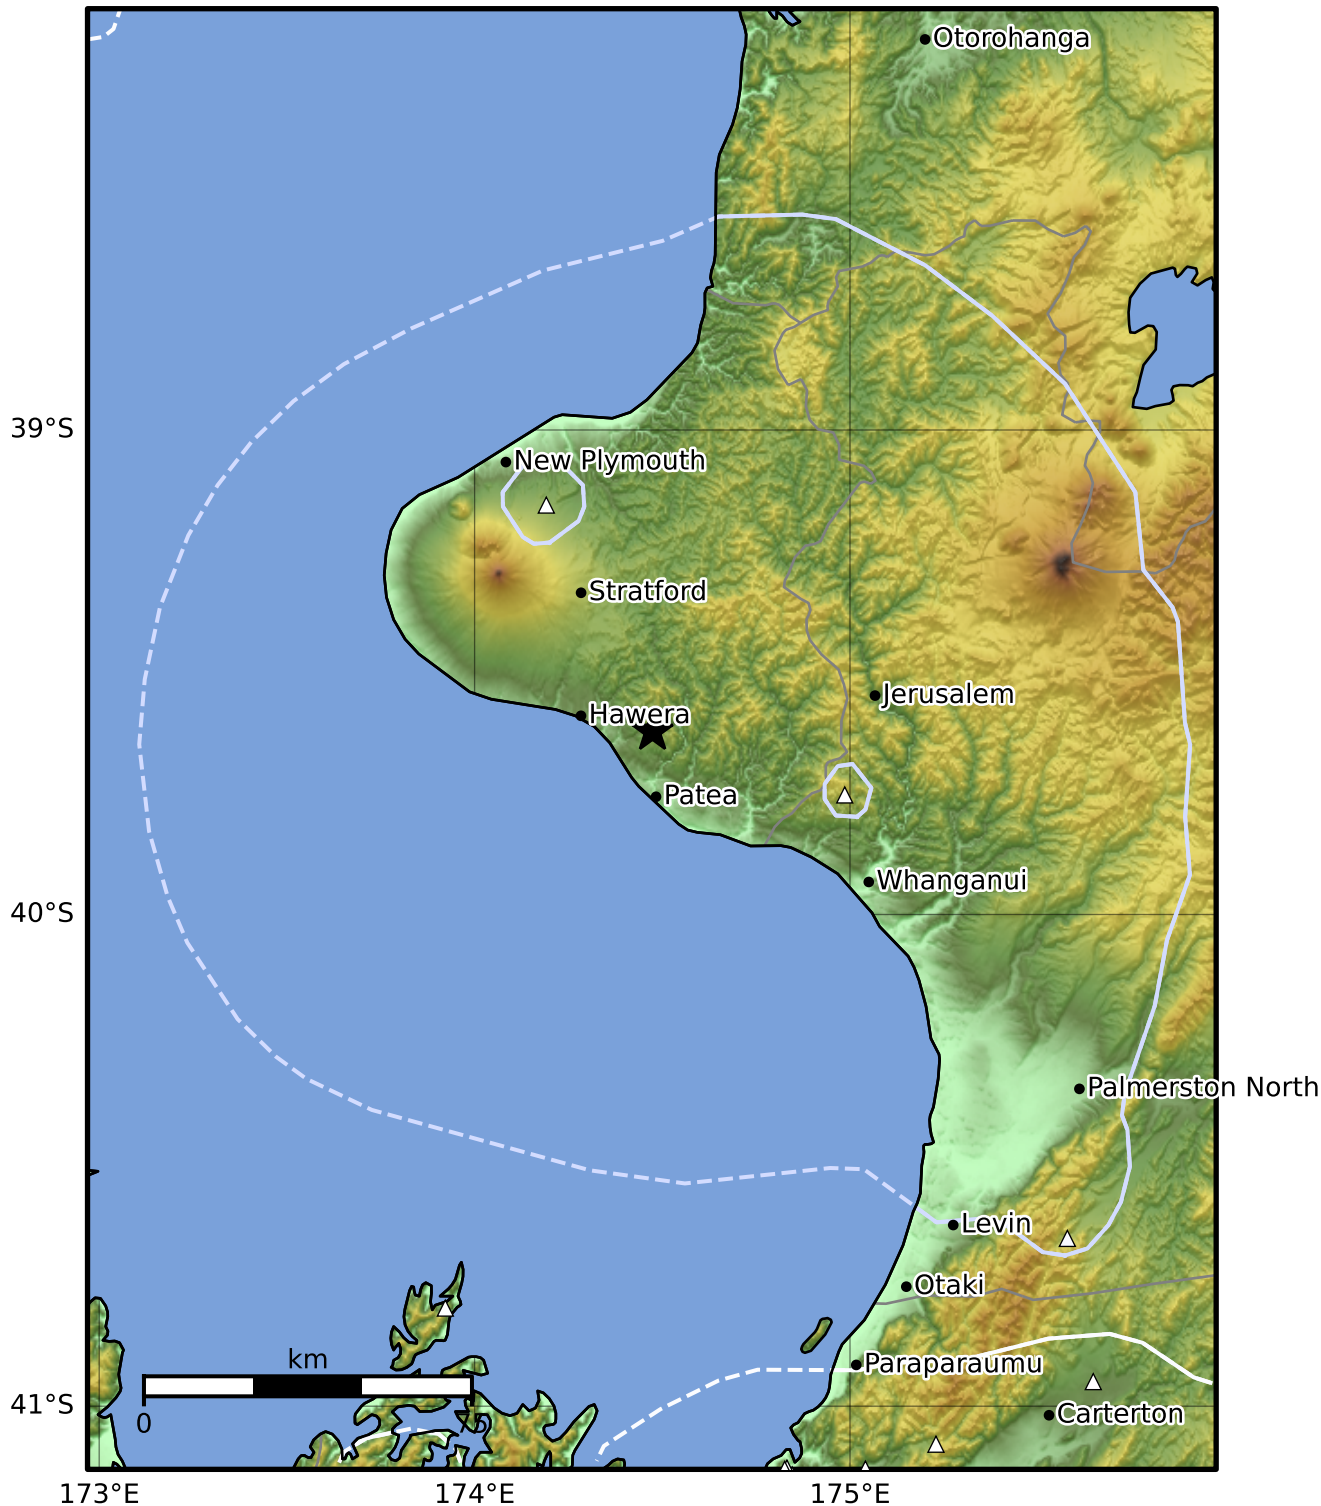 Otorohanga
39°S
New Plymouth
Stratford
Jerusalem
Hawera
Patea
Whanganui
40°S
Palmerston North
Levin
Otaki
km
Paraparaumu
41°S
Carterton
0 75
173°E 174°E 175°E